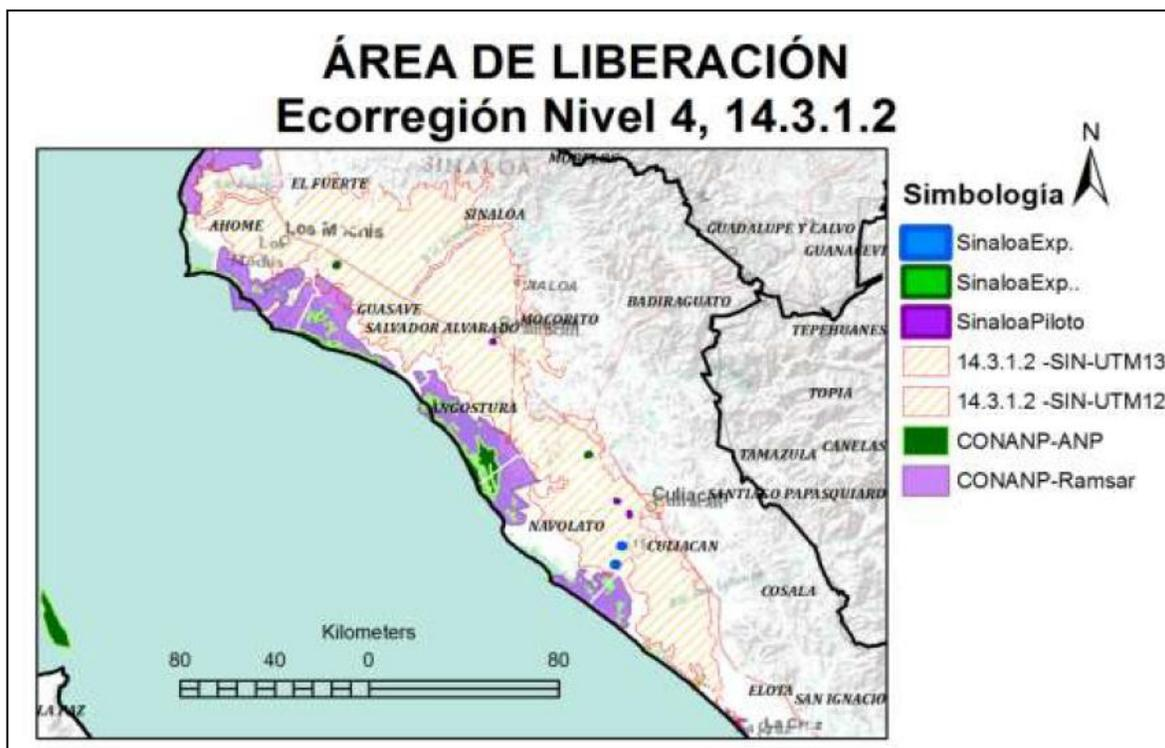 ÁREA DE LIBERACIÓN
Ecorregión Nivel 4, 14.3.1.2
N
SINALOA
EL FUERTE
SINALOA
AHOME
GUADALUPE Y CALVO
GUANACEVI
BADIRAGUATO
GUASAVE
MOCORITO
SALVADOR ALVARADO
TEPEHUANES
TOPIA
ANGOSTURA
TAMAZULA
CANELAS
Culiacán
SANTIAGO PAPASQUIARO
NAVOLATO
CULIACAN
COSALA
ELOTA
SAN IGNACIO
LA PAZ
Kilometers
80 40 0 80
Simbología
SinaloaExp.
SinaloaExp..
SinaloaPiloto
14.3.1.2 -SIN-UTM13
14.3.1.2 -SIN-UTM12
CONANP-ANP
CONANP-Ramsar